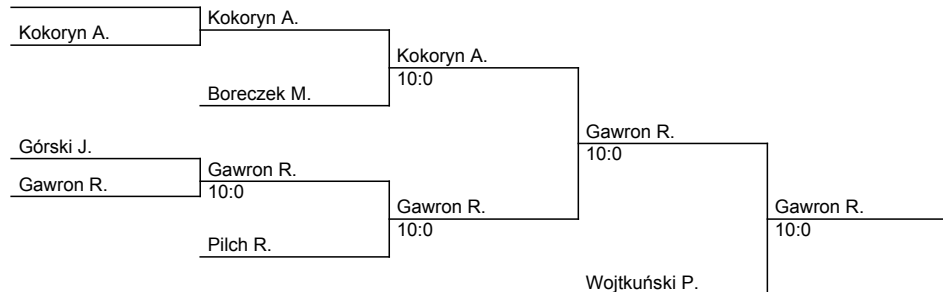 Kokoryn A.
Kokoryn A.
Kokoryn A.
10:0
Boreczek M.
Gawron R.
10:0
Górski J.
Gawron R.
10:0
Gawron R.
Gawron R.
10:0
Gawron R.
10:0
Pilch R.
Wojtkuński P.